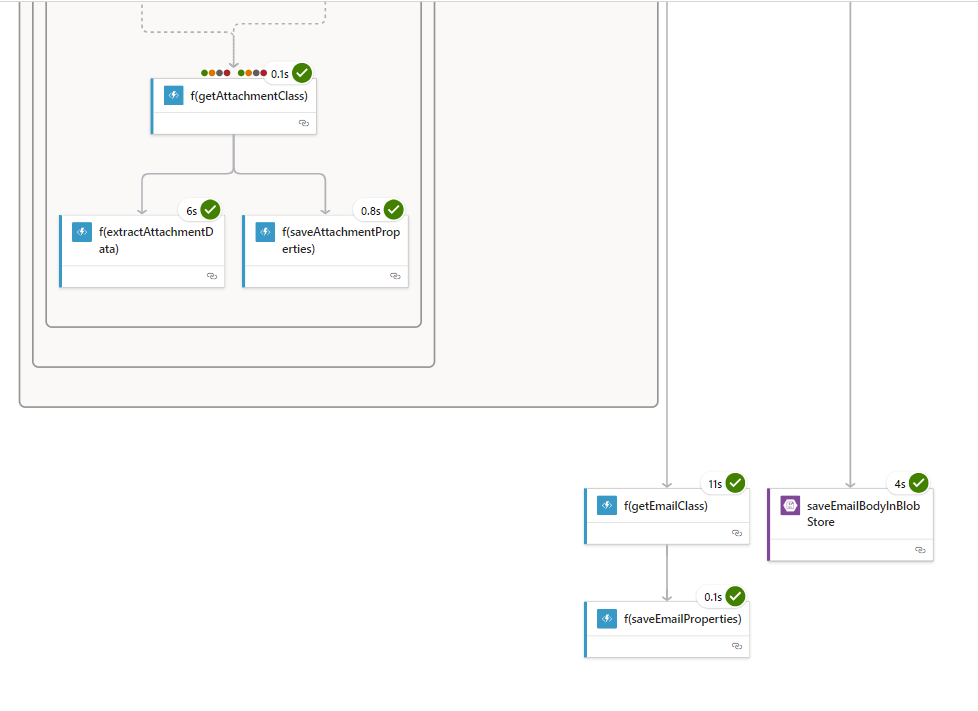 0.1s
f(getAttachmentClass)
6s
f(extractAttachmentD
ata)
0.8s
f(saveAttachmentProp
erties)
11s
f(getEmailClass)
4s
saveEmailBodyInBlob
Store
0.1s
f(saveEmailProperties)